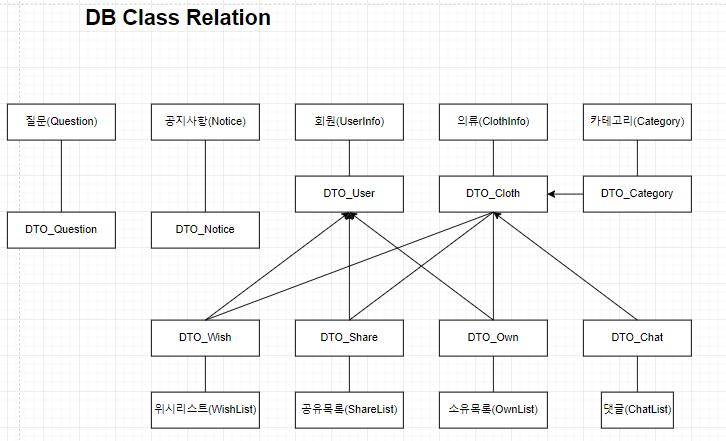 DB Class Relation
질문(Question)
공지사항(Notice)
회원(UserInfo)
의류(ClothInfo)
카테고리(Category)
DTO_User
DTO_Cloth
DTO_Category
DTO_Question
DTO_Notice
DTO_Wish
DTO_Share
DTO_Own
DTO_Chat
위시리스트(WishList)
공유목록(ShareList)
소유목록(OwnList)
댓글(ChatList)